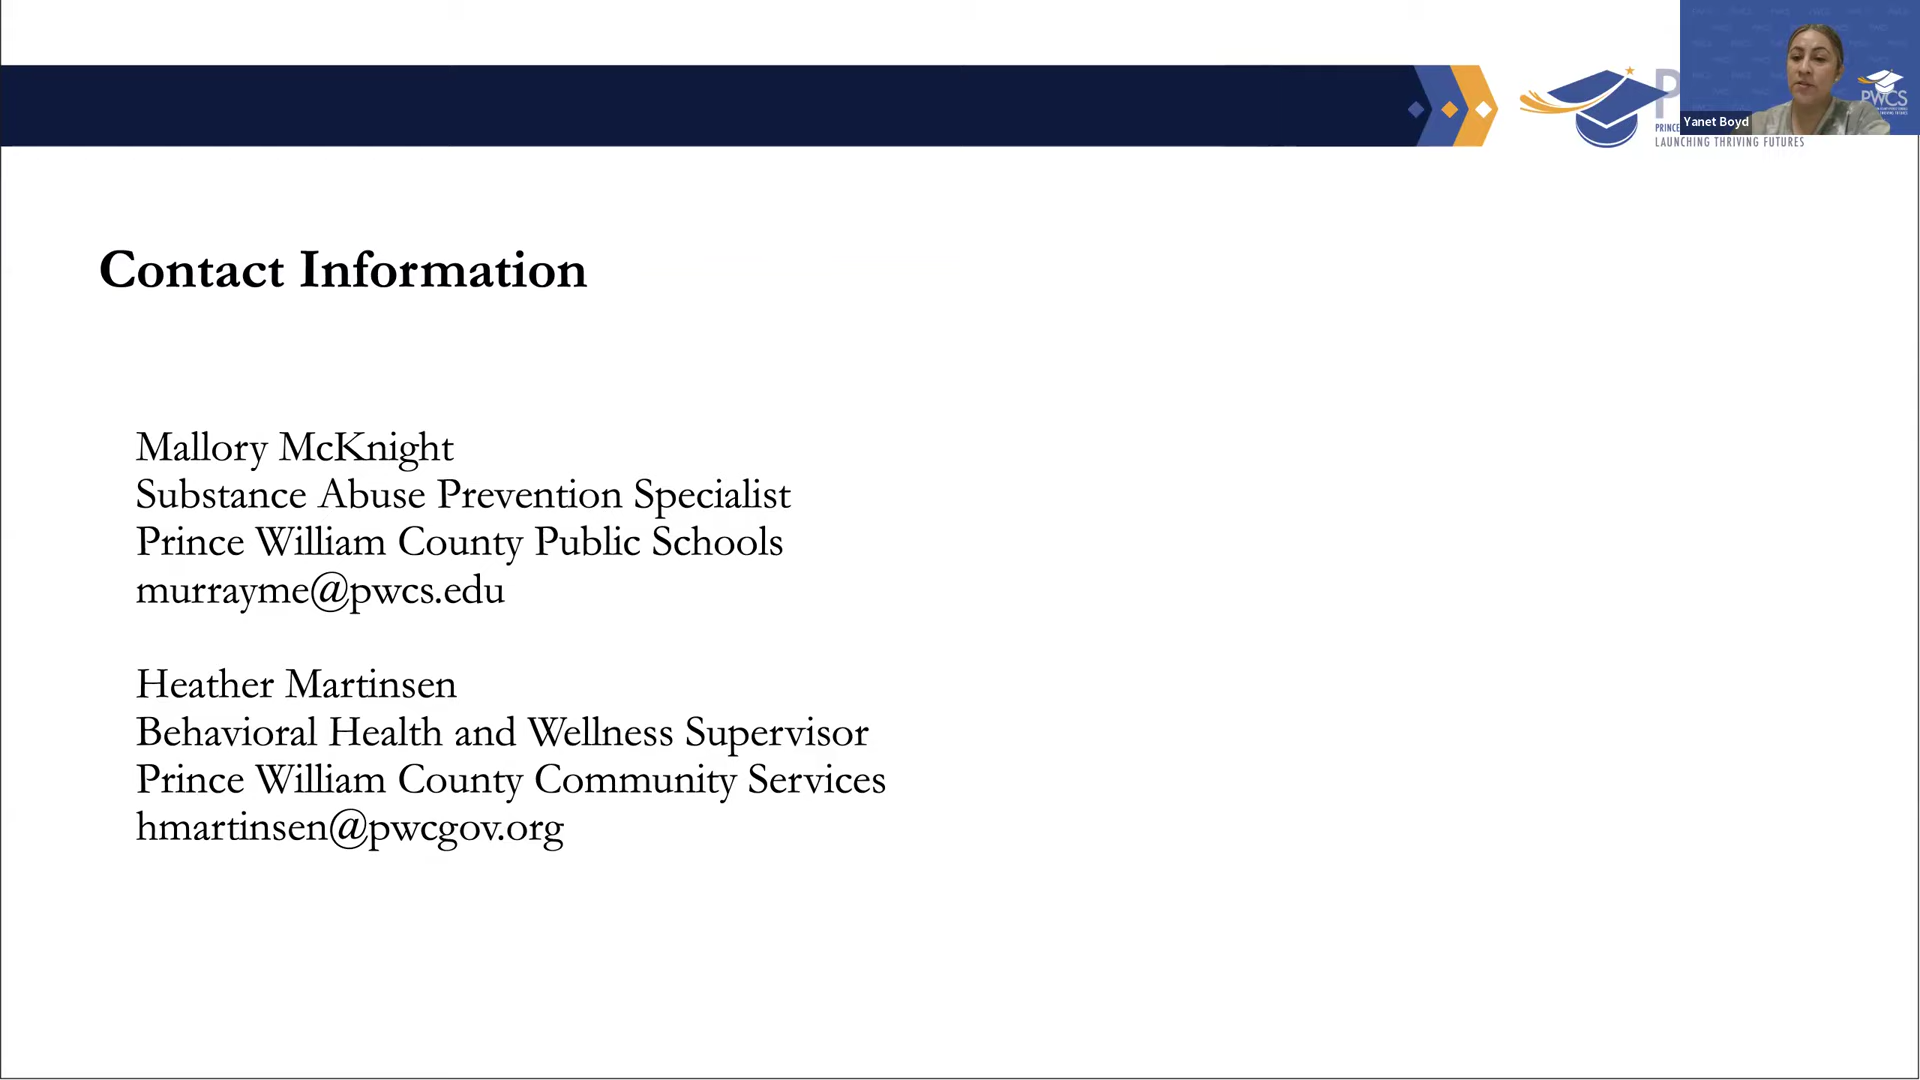 PWCS
Yanet Boyd
P
PRINCE
LAUNCHING THRIVING FUTURES
Contact Information
Mallory McKnight
Substance Abuse Prevention Specialist
Prince William County Public Schools
murrayme@pwcs.edu
Heather Martinsen
Behavioral Health and Wellness Supervisor
Prince William County Community Services
hmartinsen@pwcgov.org